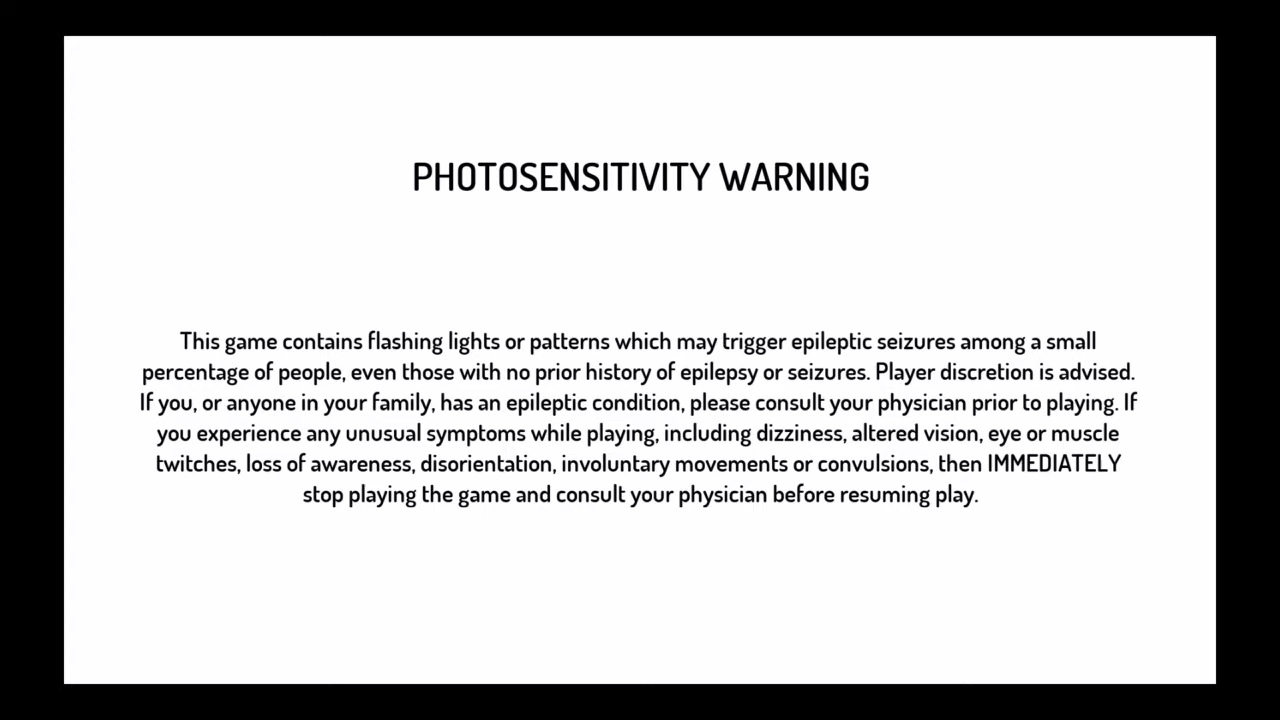 PHOTOSENSITIVITY WARNING
This game contains flashing lights or patterns which may trigger epileptic seizures among a small
percentage of people, even those with no prior history of epilepsy or seizures. Player discretion is advised.
If you, or anyone in your family, has an epileptic condition, please consult your physician prior to playing. If
you experience any unusual symptoms while playing, including dizziness, altered vision, eye or muscle
twitches, loss of awareness, disorientation, involuntary movements or convulsions, then IMMEDIATELY
stop playing the game and consult your physician before resuming play.